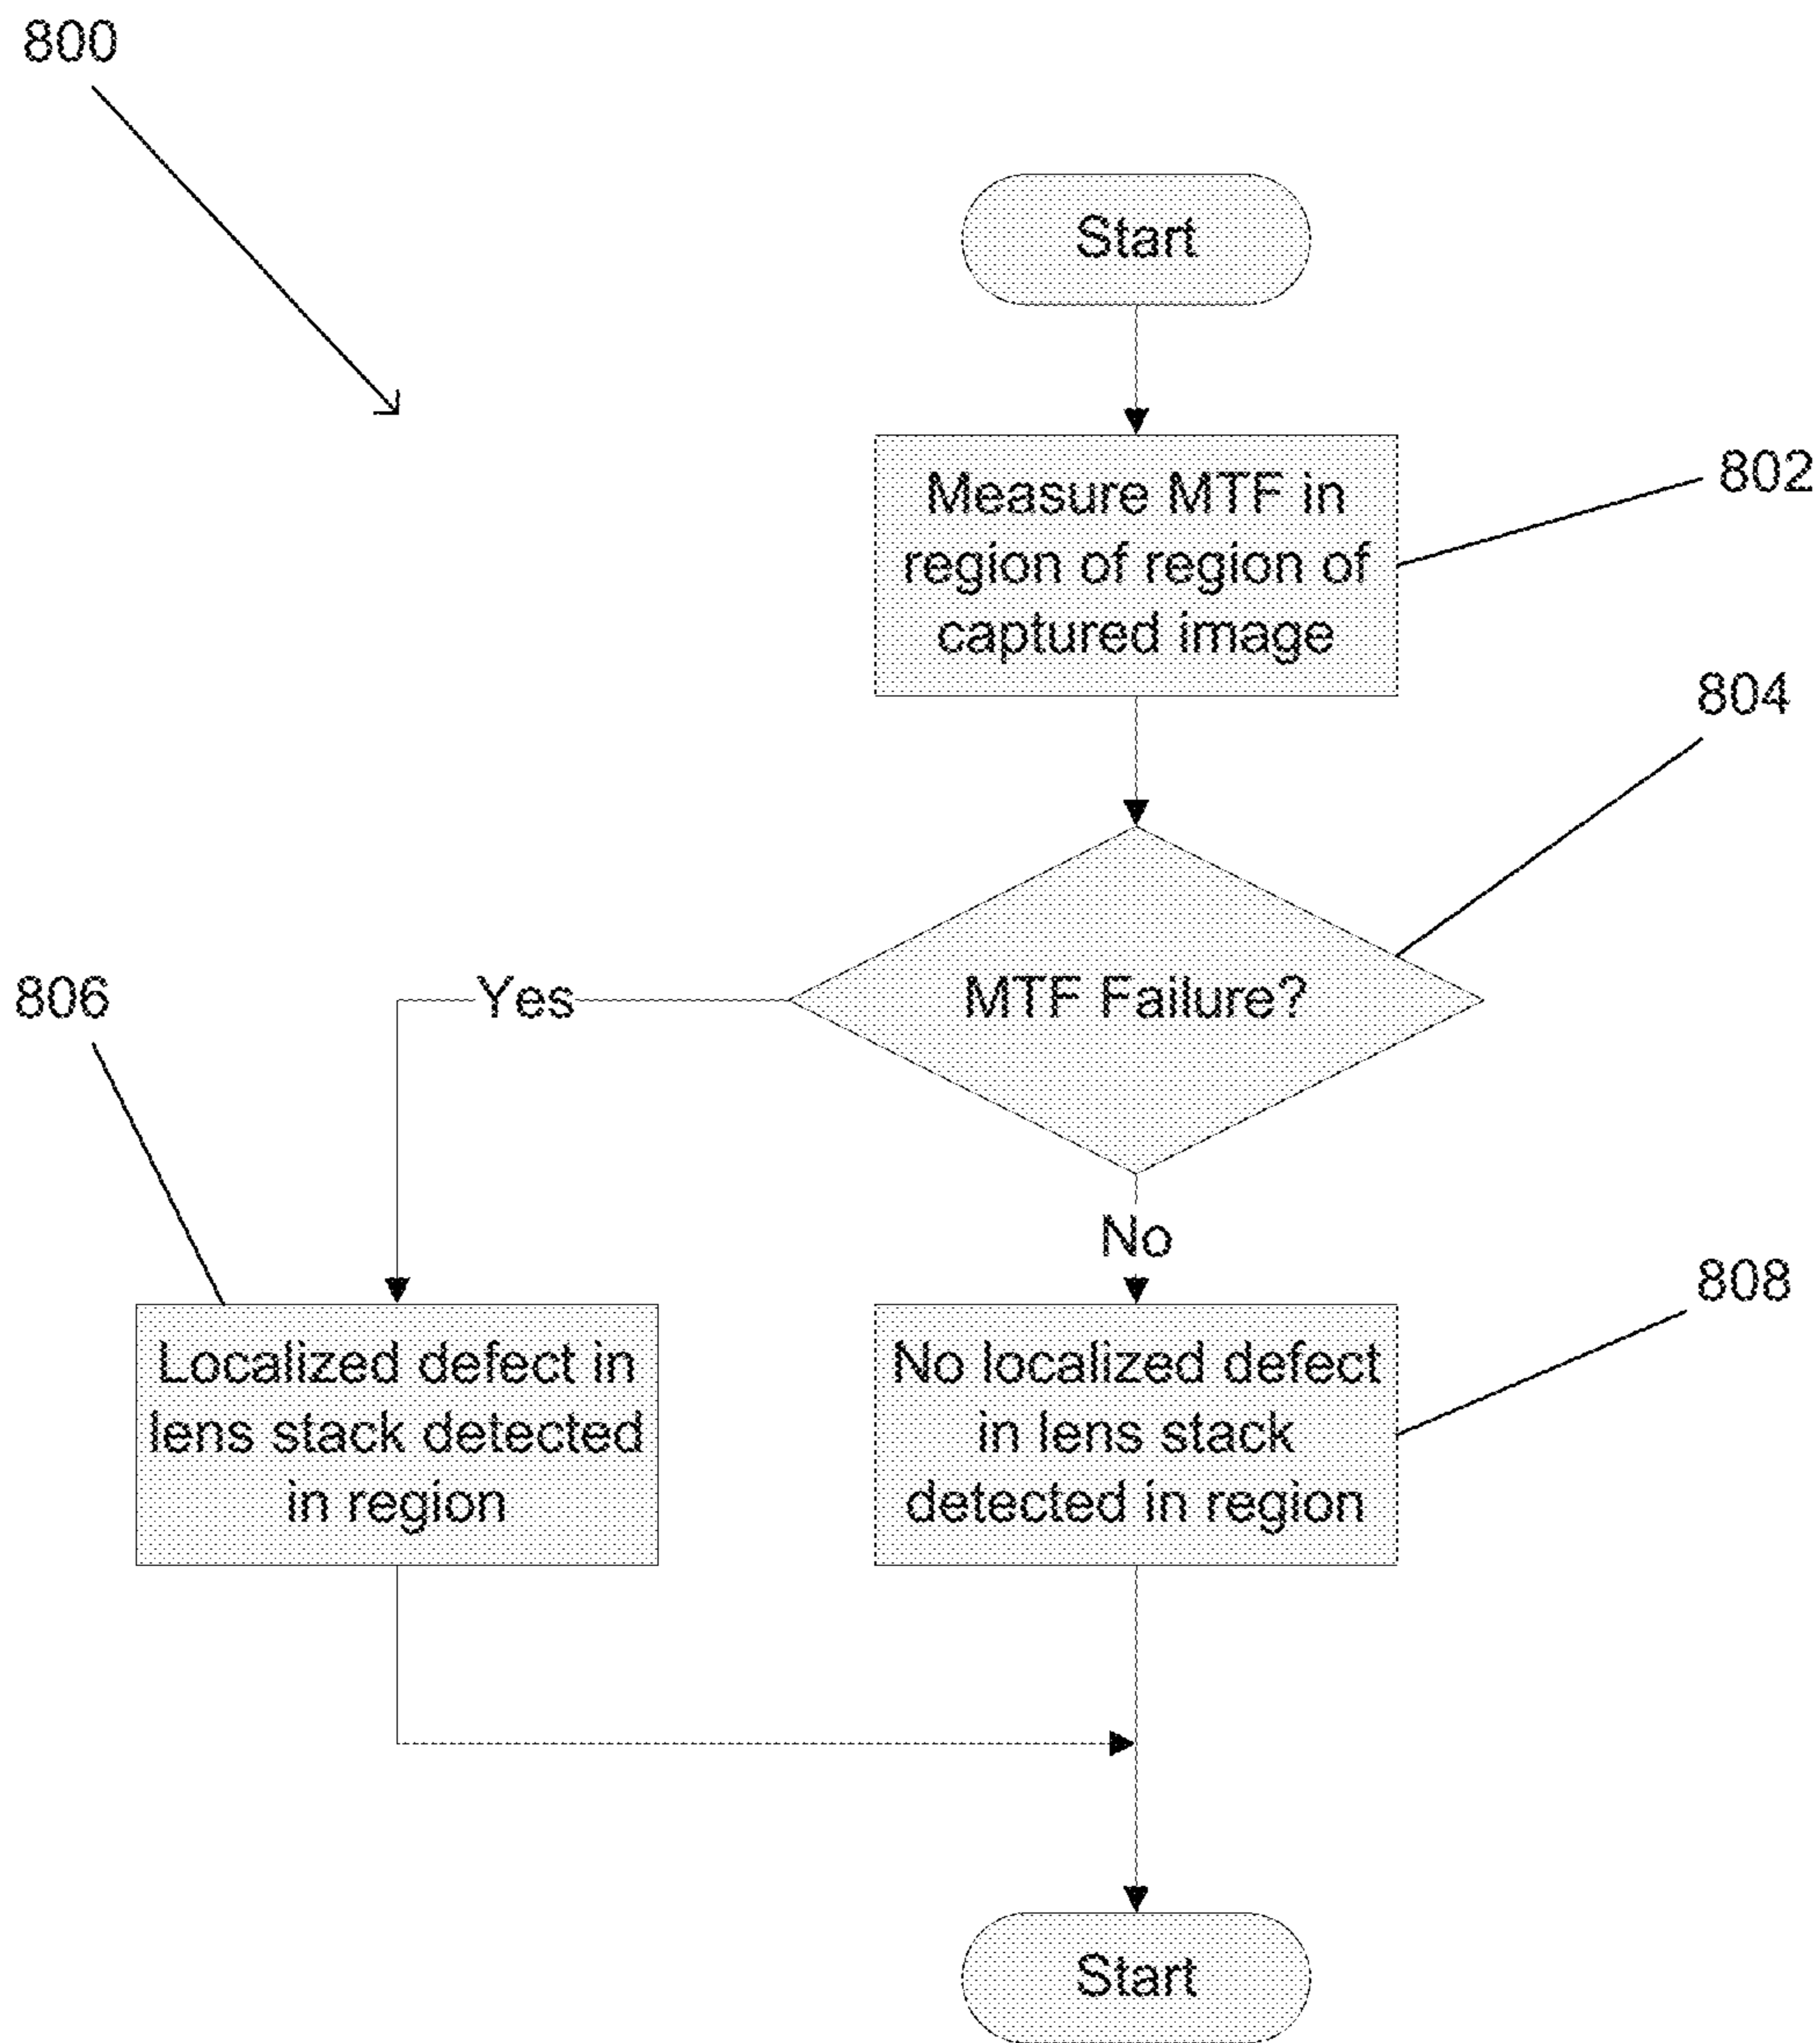 800
Start
Measure MTF in
region of region of
captured image
802
804
MTF Failure?
Yes
806
No
808
Localized defect in
lens stack detected
in region
No localized defect
in lens stack
detected in region
Start